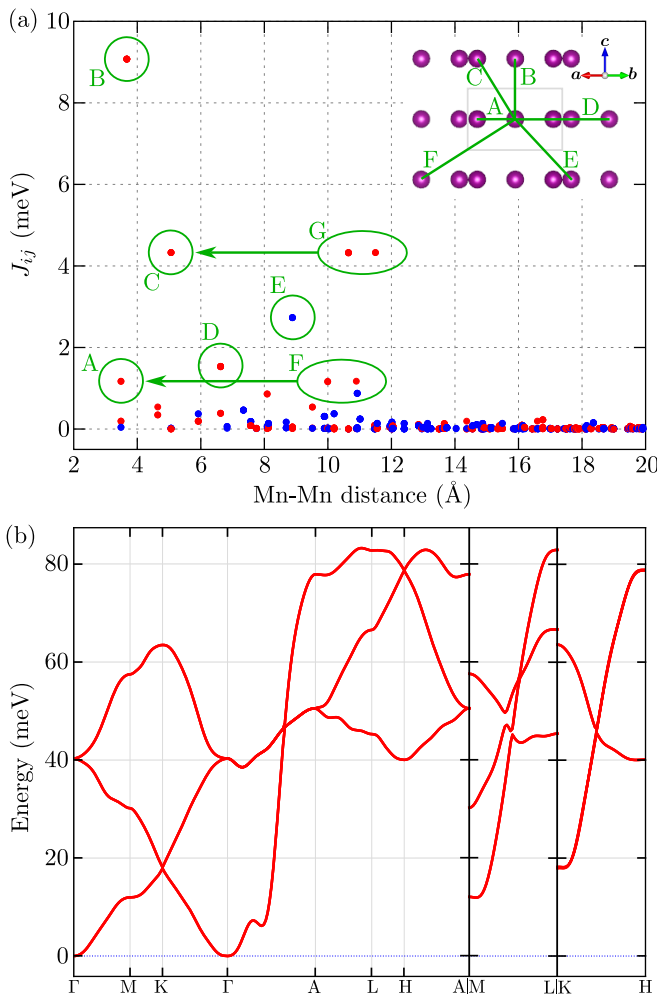 (a)
10
8
6
4
2
0
J_ij (meV)
B
C
G
E
D
A
F
c
a
b
C
B
A
D
F
E
2 4 6 8 10 12 14 16 18 20
Mn-Mn distance (Å)
(b)
80
60
40
20
0
Energy (meV)
Γ M K Γ A L H A|M L|K H